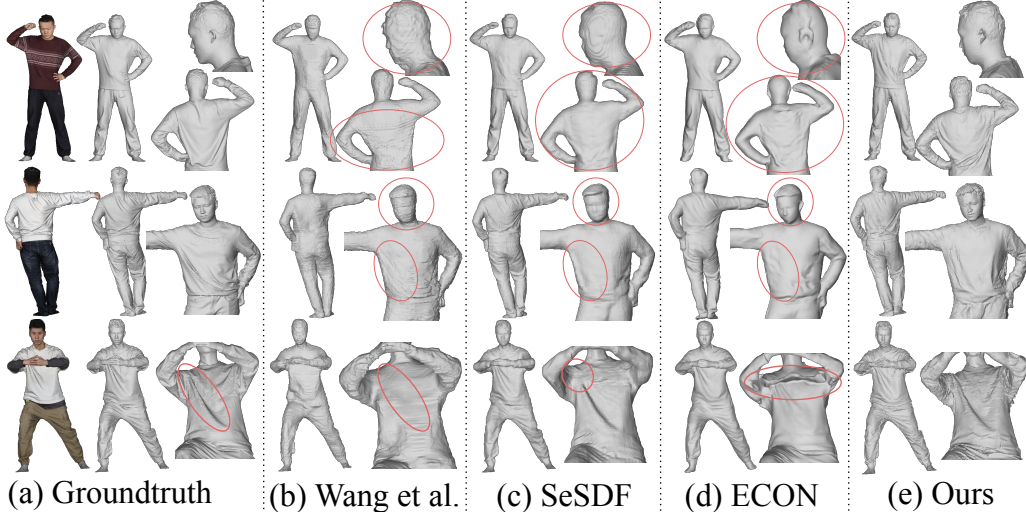 (a) Groundtruth
(b) Wang et al.
(c) SeSDF
(d) ECON
(e) Ours